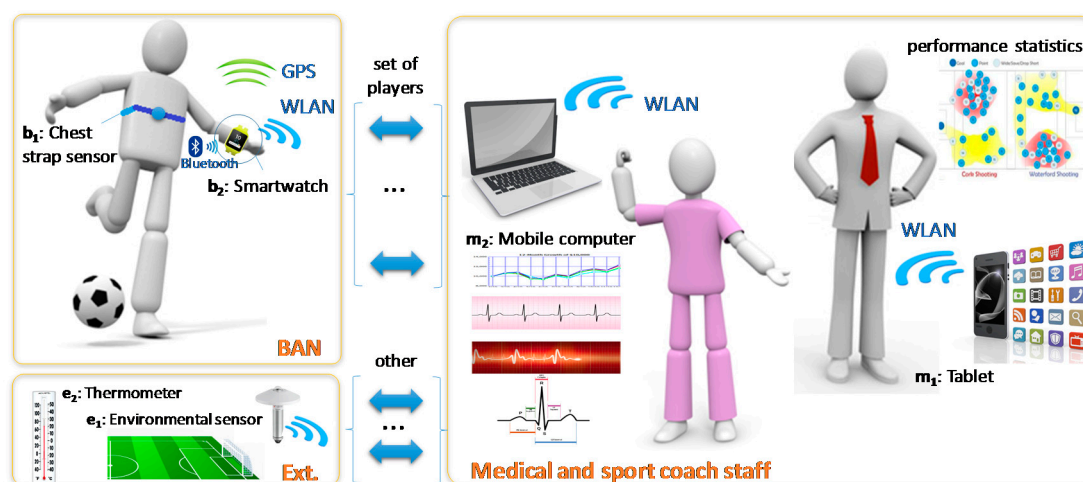 GPS
WLAN
b1: Chest
strap sensor
Bluetooth
b2: Smartwatch
BAN
e2: Thermometer
e1: Environmental sensor
Ext.
set of
players
...
other
...
WLAN
m2: Mobile computer
R
P
Q
S
T
performance statistics
Goal
Point
Cork Shooting
Waterford Shooting
WLAN
m1: Tablet
Medical and sport coach staff